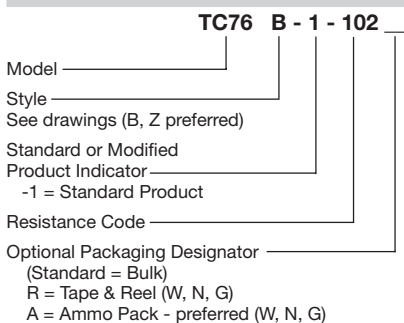 TC76 B - 1 - 102 __
Model
Style
See drawings (B, Z preferred)
Standard or Modified
Product Indicator
-1 = Standard Product
Resistance Code
Optional Packaging Designator
(Standard = Bulk)
R = Tape & Reel (W, N, G)
A = Ammo Pack - preferred (W, N, G)